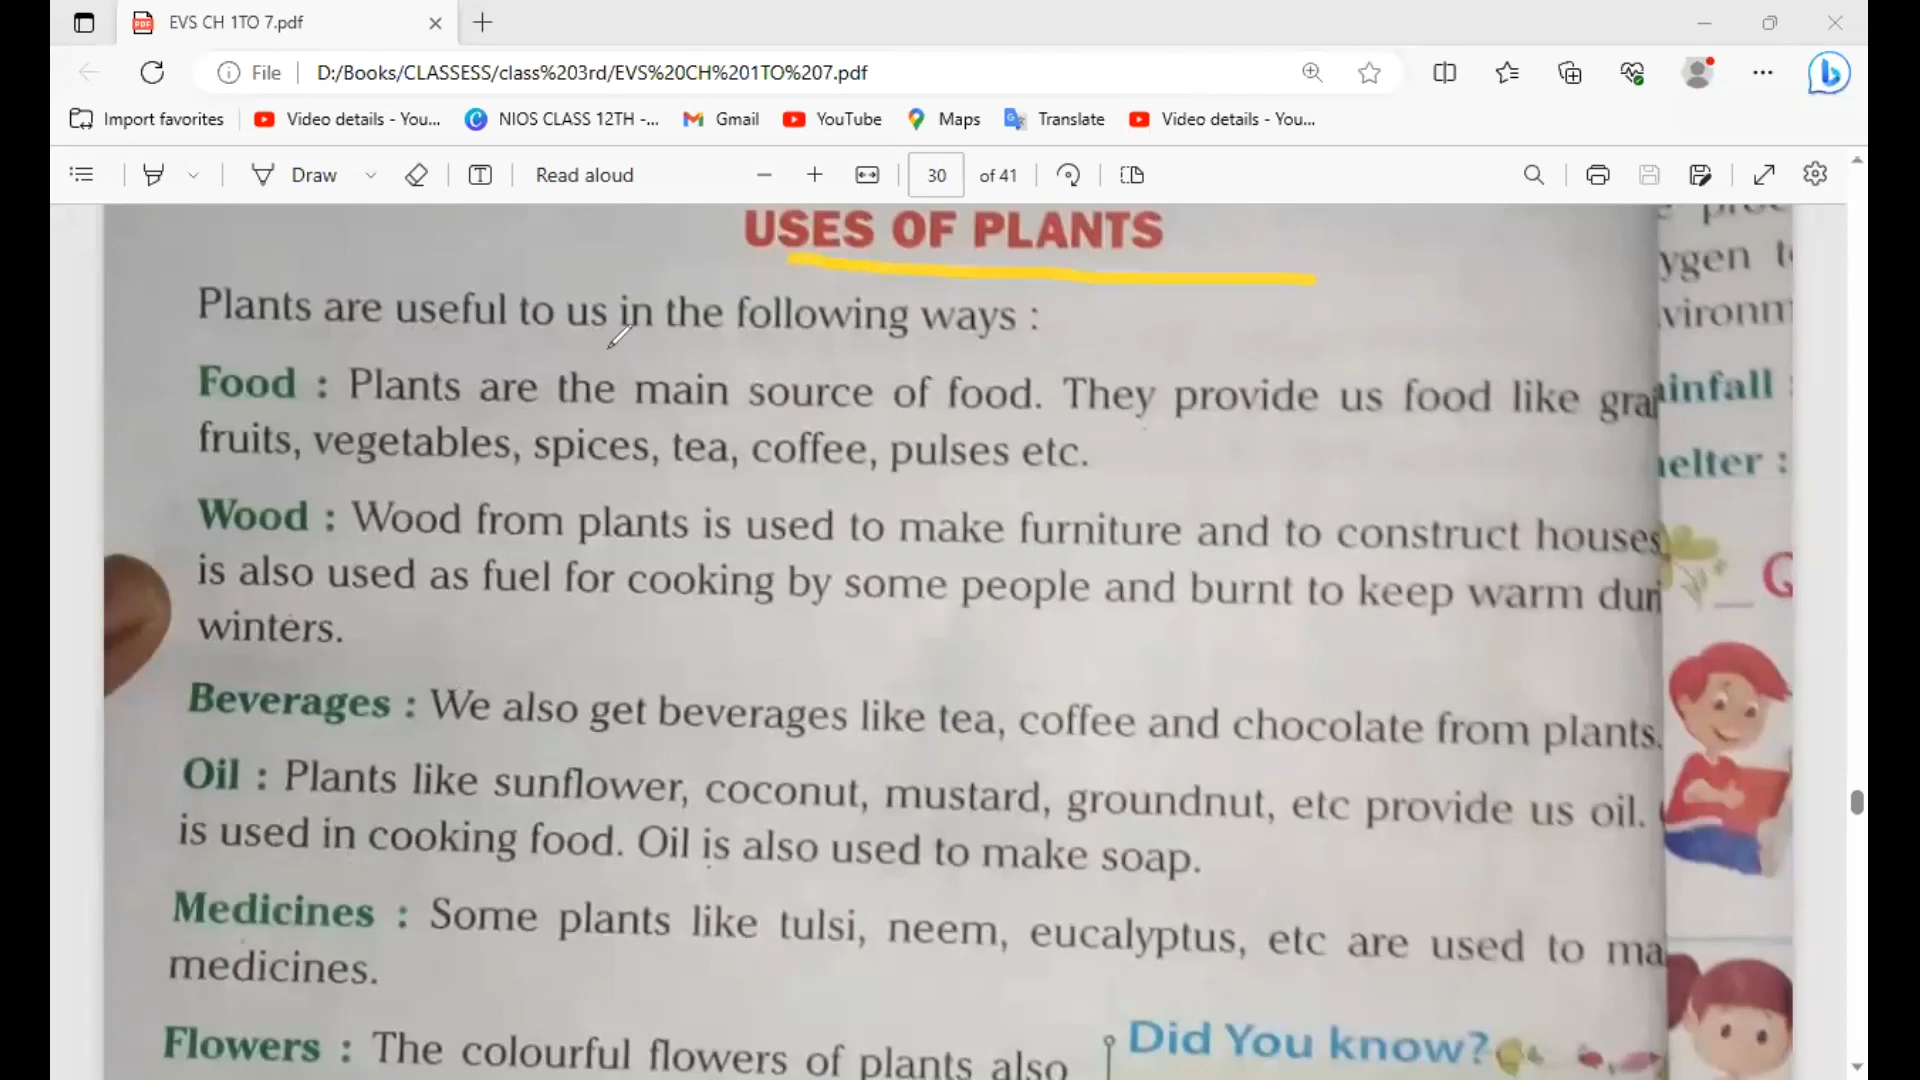 EVS CH 1TO 7.pdf
File D:/Books/CLASSESS/class%203rd/EVS%20CH%201TO%207.pdf
Import favorites Video details - You... NIOS CLASS 12TH -... Gmail YouTube Maps Translate Video details - You...
Draw Read aloud 30 of 41
USES OF PLANTS
Plants are useful to us in the following ways :
Food : Plants are the main source of food. They provide us food like gra
fruits, vegetables, spices, tea, coffee, pulses etc.
Wood : Wood from plants is used to make furniture and to construct houses
is also used as fuel for cooking by some people and burnt to keep warm duri
winters.
Beverages : We also get beverages like tea, coffee and chocolate from plants.
Oil : Plants like sunflower, coconut, mustard, groundnut, etc provide us oil.
is used in cooking food. Oil is also used to make soap.
Medicines : Some plants like tulsi, neem, eucalyptus, etc are used to ma
medicines.
Flowers : The colourful flowers of plants also
Did You know?
ygen t
vironm
ainfall :
helter :
G